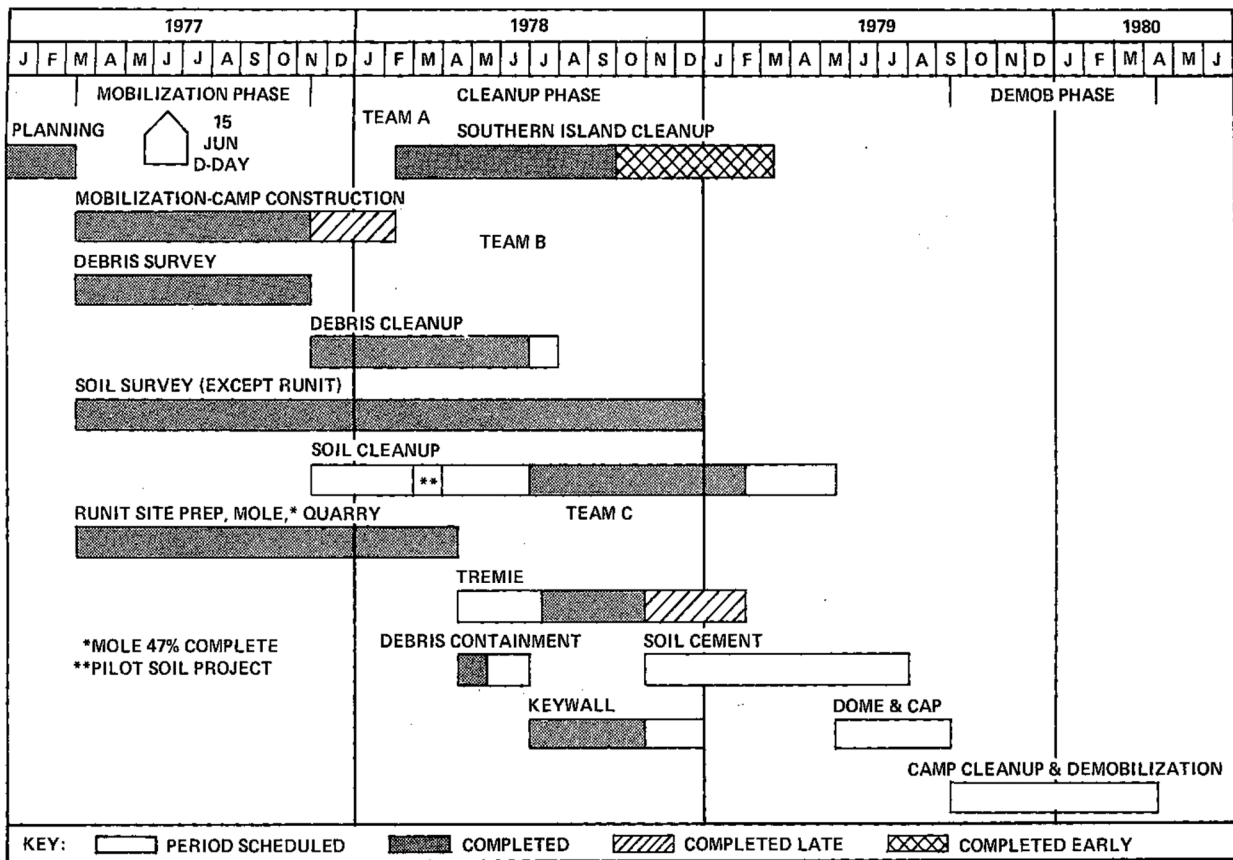 1977 1978 1979 1980
J F M A M J J A S O N D J F M A M J J A S O N D J F M A M J J A S O N D J F M A M J
MOBILIZATION PHASE CLEANUP PHASE DEMOB PHASE
TEAM A
PLANNING 15 JUN D-DAY SOUTHERN ISLAND CLEANUP
MOBILIZATION-CAMP CONSTRUCTION
TEAM B
DEBRIS SURVEY
DEBRIS CLEANUP
SOIL SURVEY (EXCEPT RUNIT)
SOIL CLEANUP
**
RUNIT SITE PREP, MOLE,* QUARRY TEAM C
TREMIE
*MOLE 47% COMPLETE
**PILOT SOIL PROJECT
DEBRIS CONTAINMENT SOIL CEMENT
KEYWALL DOME & CAP
CAMP CLEANUP & DEMOBILIZATION
KEY: PERIOD SCHEDULED COMPLETED COMPLETED LATE COMPLETED EARLY